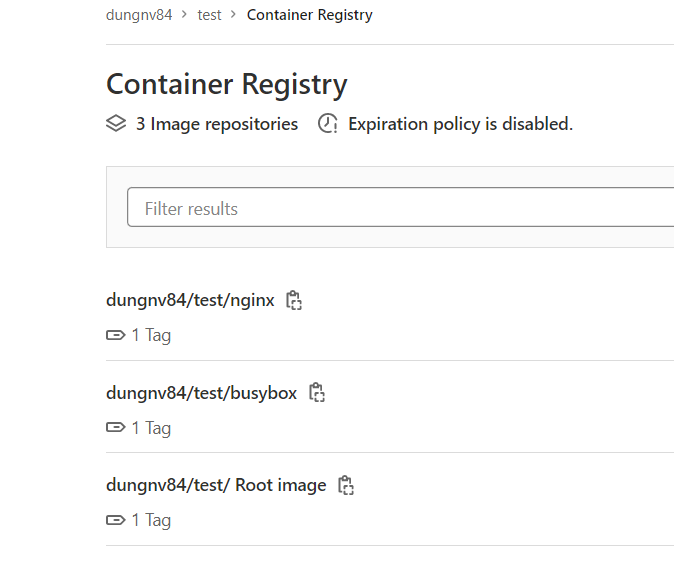 dungnv84 > test > Container Registry
Container Registry
3 Image repositories Expiration policy is disabled.
Filter results
dungnv84/test/nginx
1 Tag
dungnv84/test/busybox
1 Tag
dungnv84/test/ Root image
1 Tag